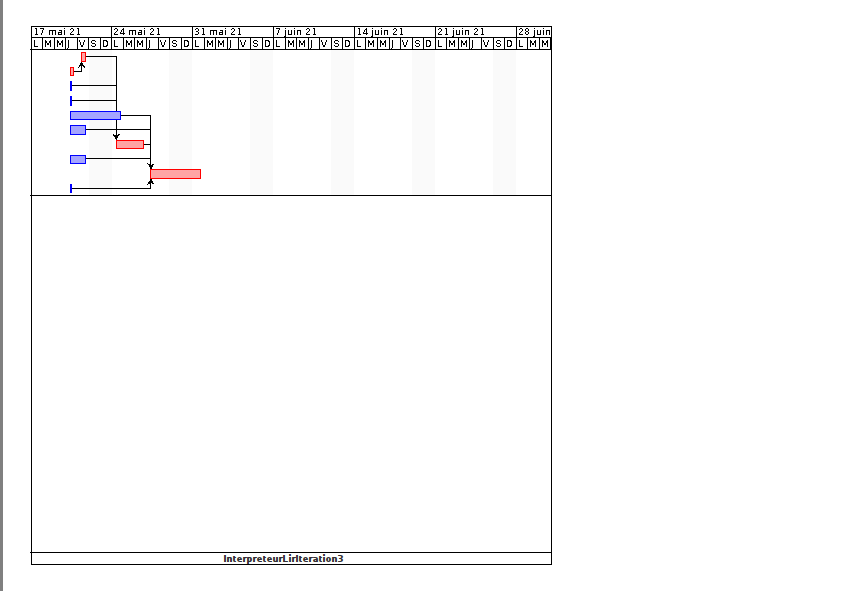 17 mai 21 24 mai 21 31 mai 21 7 juin 21 14 juin 21 21 juin 21 28 juin
L M M J V S D L M M J V S D L M M J V S D L M M J V S D L M M J V S D L M M J V S D L M M
InterpreteurLirIteration3